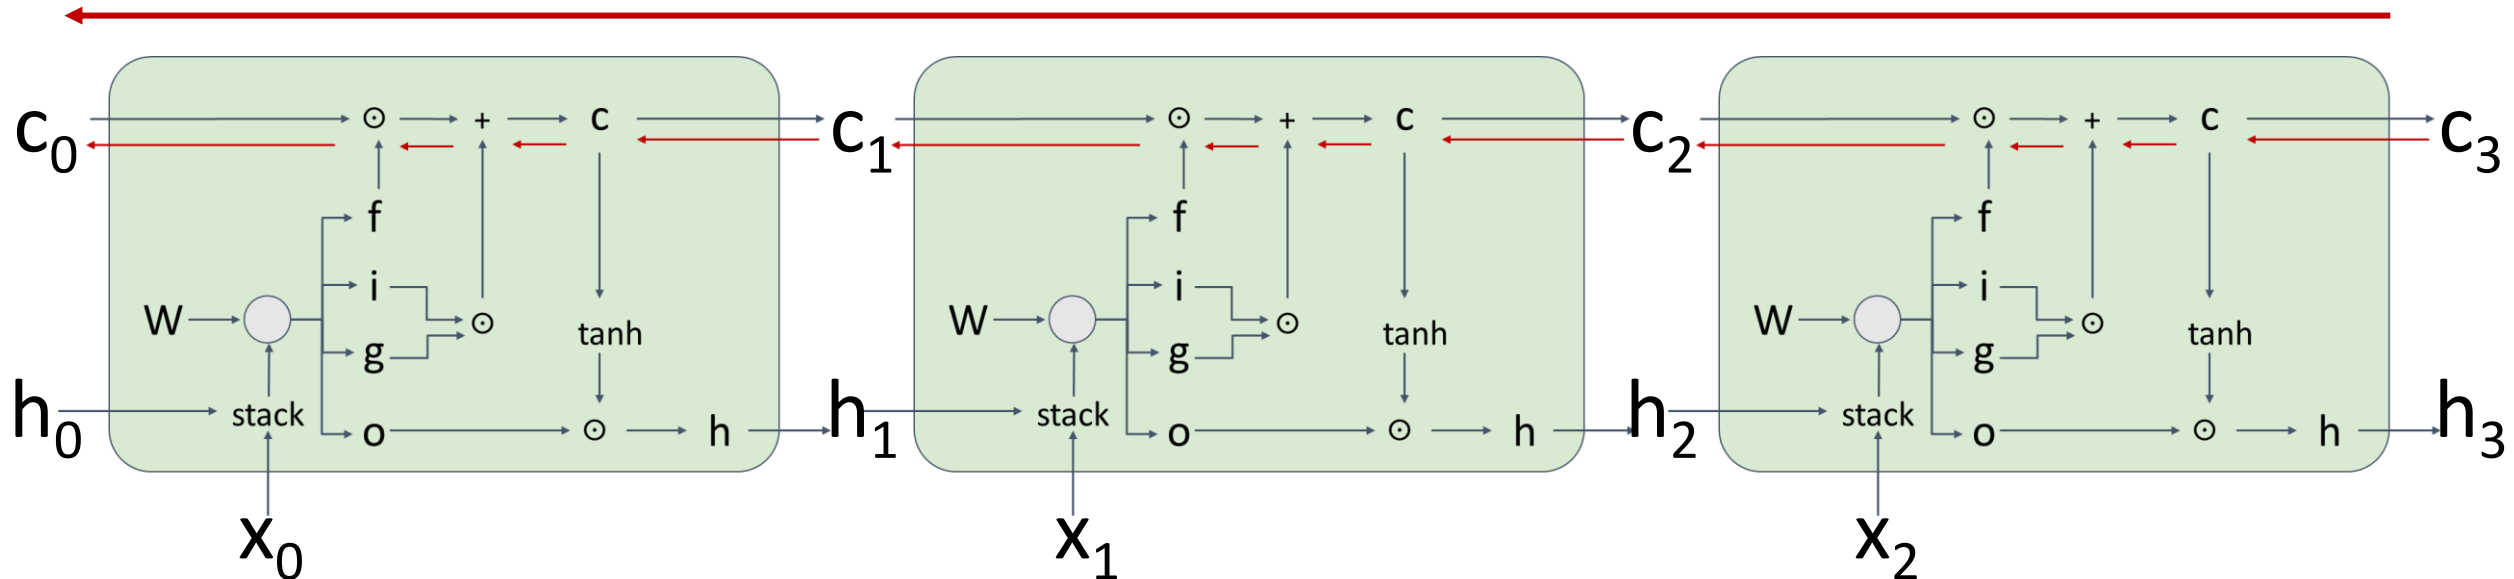 c₀ ⊙ + c c₁ ⊙ + c c₂ ⊙ + c c₃
f f f
i i i
W ⊙ W ⊙ W ⊙
tanh tanh tanh
g g g
h₀ stack h₁ stack h₂ stack h₃
o ⊙ h o ⊙ h o ⊙ h
x₀ x₁ x₂